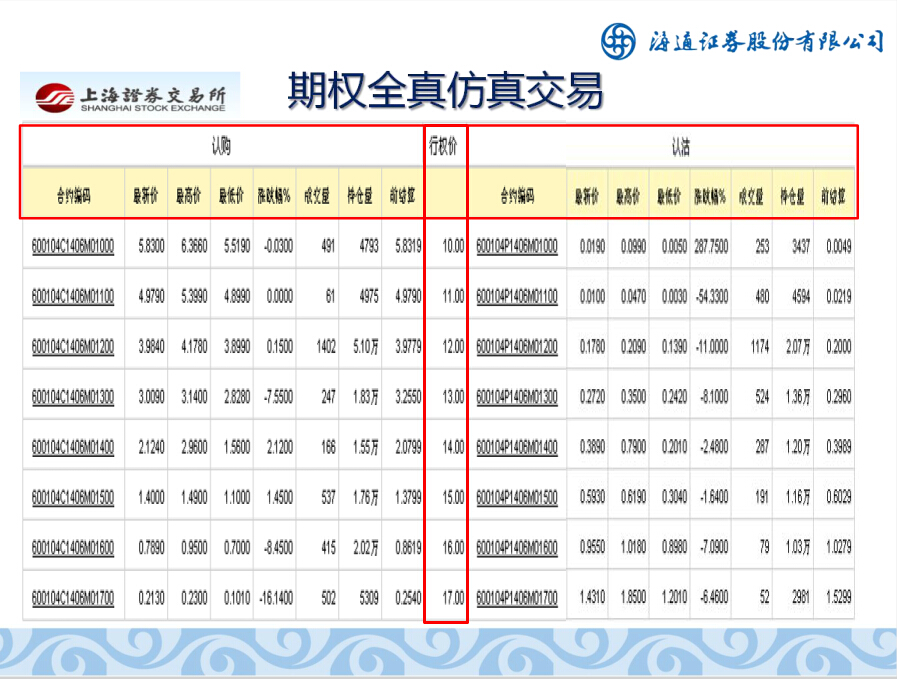 海通证券股份有限公司
上海證券交易所
SHANGHAI STOCK EXCHANGE
期权全真仿真交易
认购 行权价 认沽
合约编码 最新价 最高价 最低价 涨跌幅% 成交量 持仓量 前结算 合约编码 最新价 最高价 最低价 涨跌幅% 成交量 持仓量 前结算
600104C1406M01000 5.8300 6.3660 5.5190 -0.0300 491 4793 5.8319 10.00 600104P1406M01000 0.0190 0.0990 0.0050 287.7500 253 3437 0.0049
600104C1406M01100 4.9790 5.3990 4.8990 0.0000 61 4975 4.9790 11.00 600104P1406M01100 0.0100 0.0470 0.0030 -54.3300 480 4594 0.0219
600104C1406M01200 3.9840 4.1780 3.8990 0.1500 1402 5.10万 3.9779 12.00 600104P1406M01200 0.1780 0.2090 0.1390 -11.0000 1174 2.07万 0.2000
600104C1406M01300 3.0090 3.1400 2.8280 -7.5500 247 1.83万 3.2550 13.00 600104P1406M01300 0.2720 0.3500 0.2420 -8.1000 524 1.36万 0.2960
600104C1406M01400 2.1240 2.9600 1.5600 2.1200 166 1.55万 2.0799 14.00 600104P1406M01400 0.3890 0.7900 0.2010 -2.4800 287 1.20万 0.3989
600104C1406M01500 1.4000 1.4900 1.1000 1.4500 537 1.76万 1.3799 15.00 600104P1406M01500 0.5930 0.6190 0.3040 -1.6400 191 1.16万 0.6029
600104C1406M01600 0.7890 0.9500 0.7000 -8.4500 415 2.02万 0.8619 16.00 600104P1406M01600 0.9550 1.0180 0.8980 -7.0900 79 1.03万 1.0279
600104C1406M01700 0.2130 0.2300 0.1010 -16.1400 502 5309 0.2540 17.00 600104P1406M01700 1.4310 1.8500 1.2010 -6.4600 52 2981 1.5299